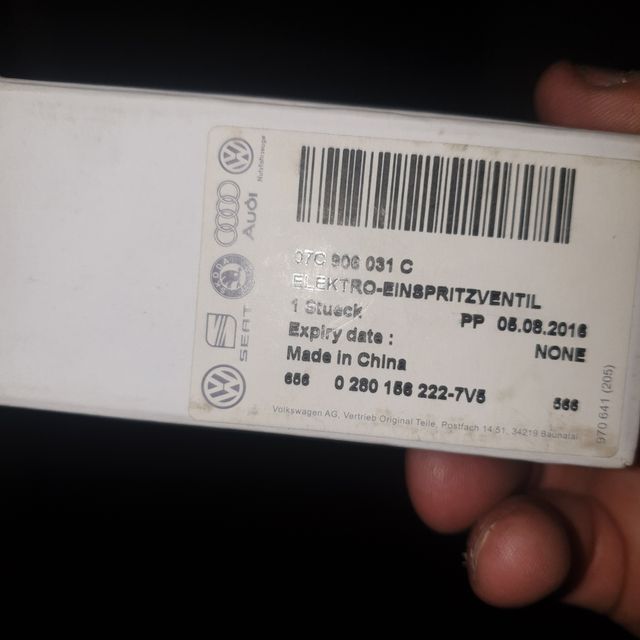 Nutzfahrzeuge
Audi
SEAT
07C 906 031 C
ELEKTRO-EINSPRITZVENTIL
1 Stueck
PP 05.08.2016
Expiry date :
NONE
Made in China
656 0 280 156 222-7V5 566
Volkswagen AG, Vertrieb Original Teile, Postfach 14 51, 34219 Baunatal
970 641 (205)